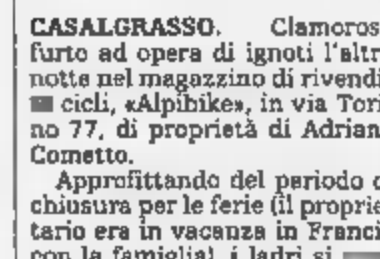 CASALGRASSO. Clamoros
furto ad opera di ignoti l'altr
notte nel magazzino di rivendi
cicli, «Alpibike», in via Tori
no 77, di proprietà di Adrian
Cometto.
Approfittando del periodo d
chiusura per le ferie (il proprie
tario era in vacanza in Franci
con la famiglia), i ladri si